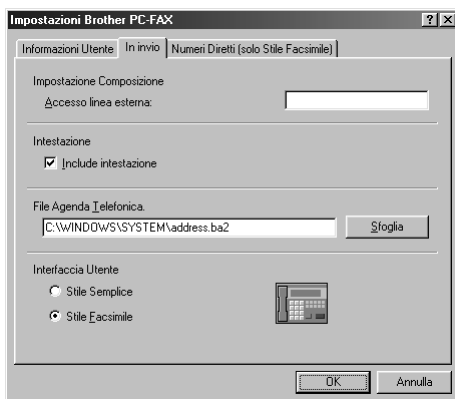 Impostazioni Brother PC-FAX
Informazioni Utente In invio Numeri Diretti (solo Stile Facsimile)
Impostazione Composizione
Accesso linea esterna:
Intestazione
Include intestazione
File Agenda Telefonica.
C:\WINDOWS\SYSTEM\address.ba2 Sfoglia
Interfaccia Utente
Stile Semplice
Stile Facsimile
OK Annulla